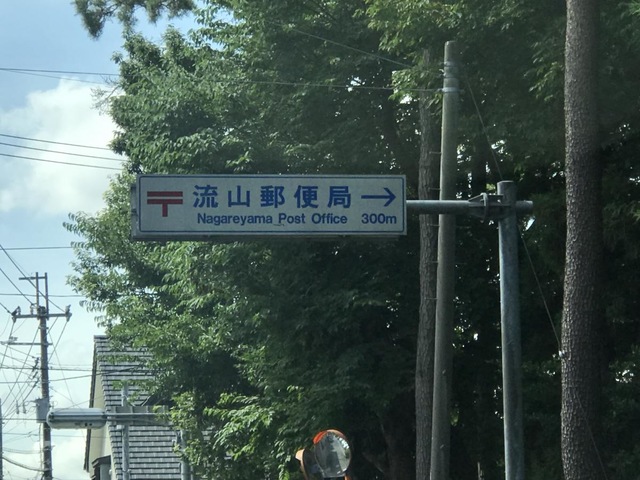 〒 流山郵便局 →
Nagareyama Post Office 300m